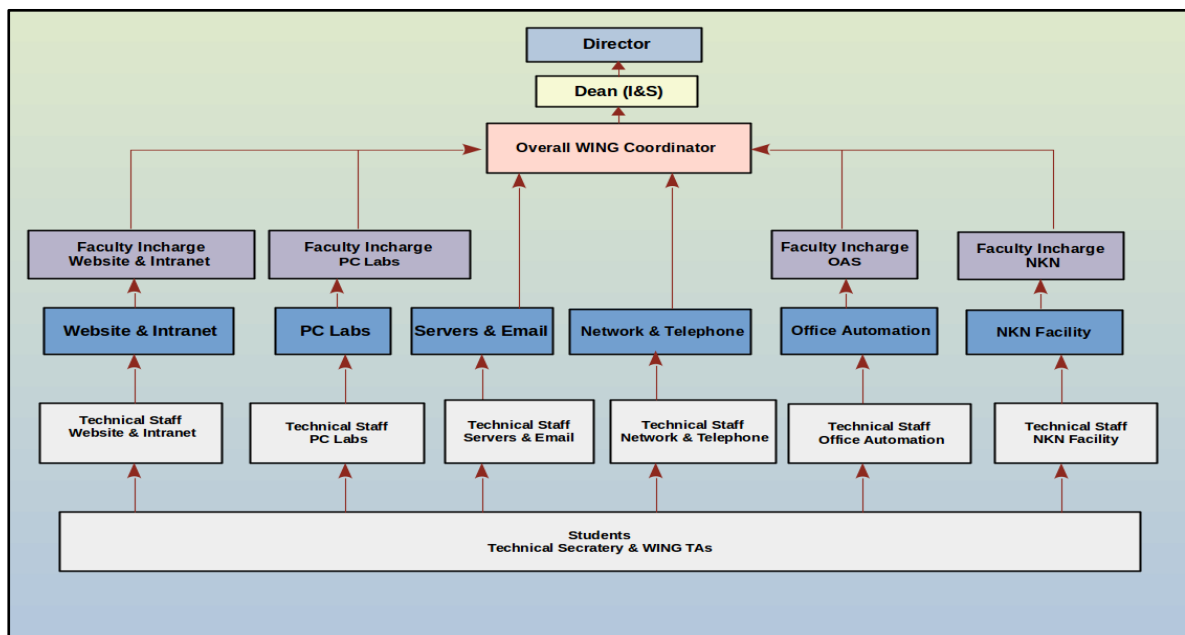 Director
Dean (I&S)
Overall WING Coordinator
Faculty Incharge
Website & Intranet
Faculty Incharge
PC Labs
Faculty Incharge
OAS
Faculty Incharge
NKN
Website & Intranet
PC Labs
Servers & Email
Network & Telephone
Office Automation
NKN Facility
Technical Staff
Website & Intranet
Technical Staff
PC Labs
Technical Staff
Servers & Email
Technical Staff
Network & Telephone
Technical Staff
Office Automation
Technical Staff
NKN Facility
Students
Technical Secratery & WING TAs